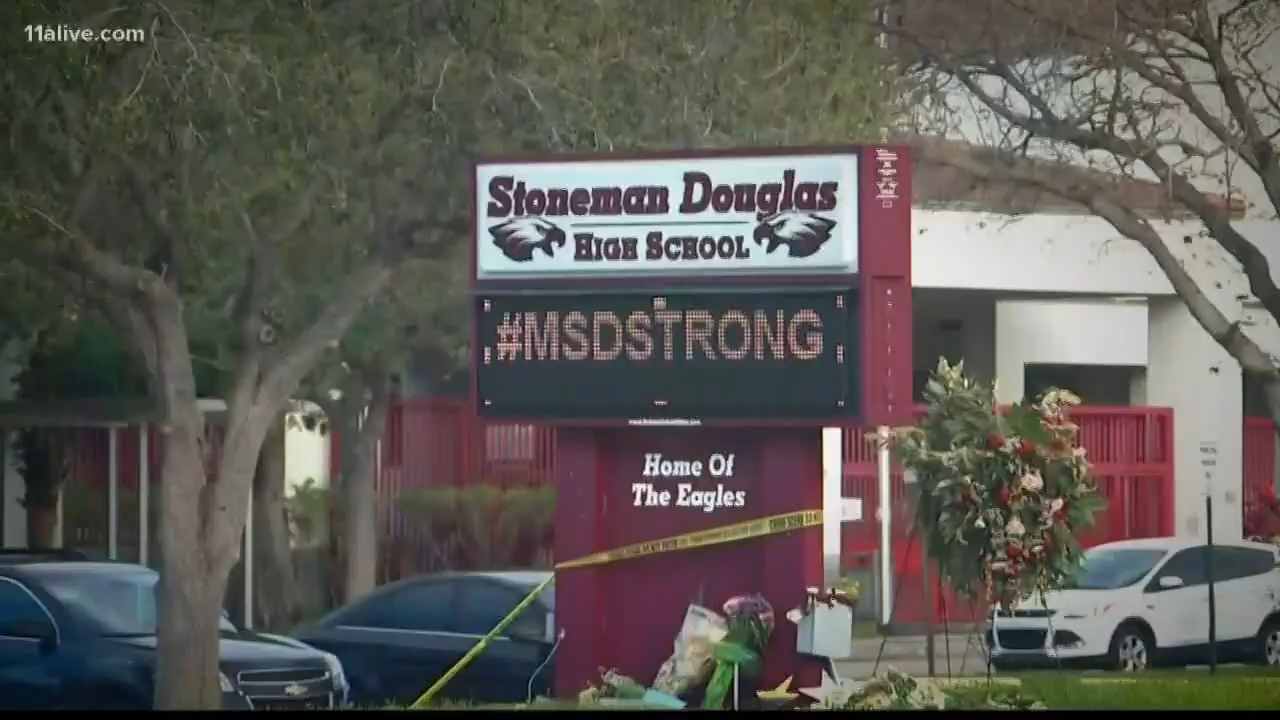 11alive.com
Stoneman Douglas
High School
#MSDSTRONG
Home Of
The Eagles